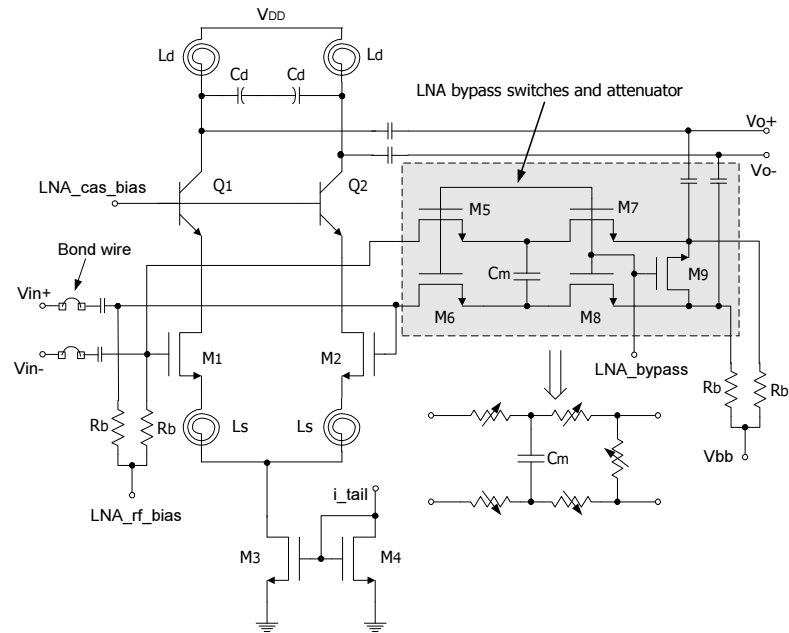 VDD
Ld
Ld
Cd
Cd
LNA bypass switches and attenuator
Vo+
Vo-
LNA_cas_bias
Q1
Q2
M5
M7
Bond wire
Cm
M9
Vin+
M6
M8
Vin-
M1
M2
LNA_bypass
Rb
Rb
Rb
Rb
Ls
Ls
Cm
Vbb
LNA_rf_bias
i_tail
M3
M4